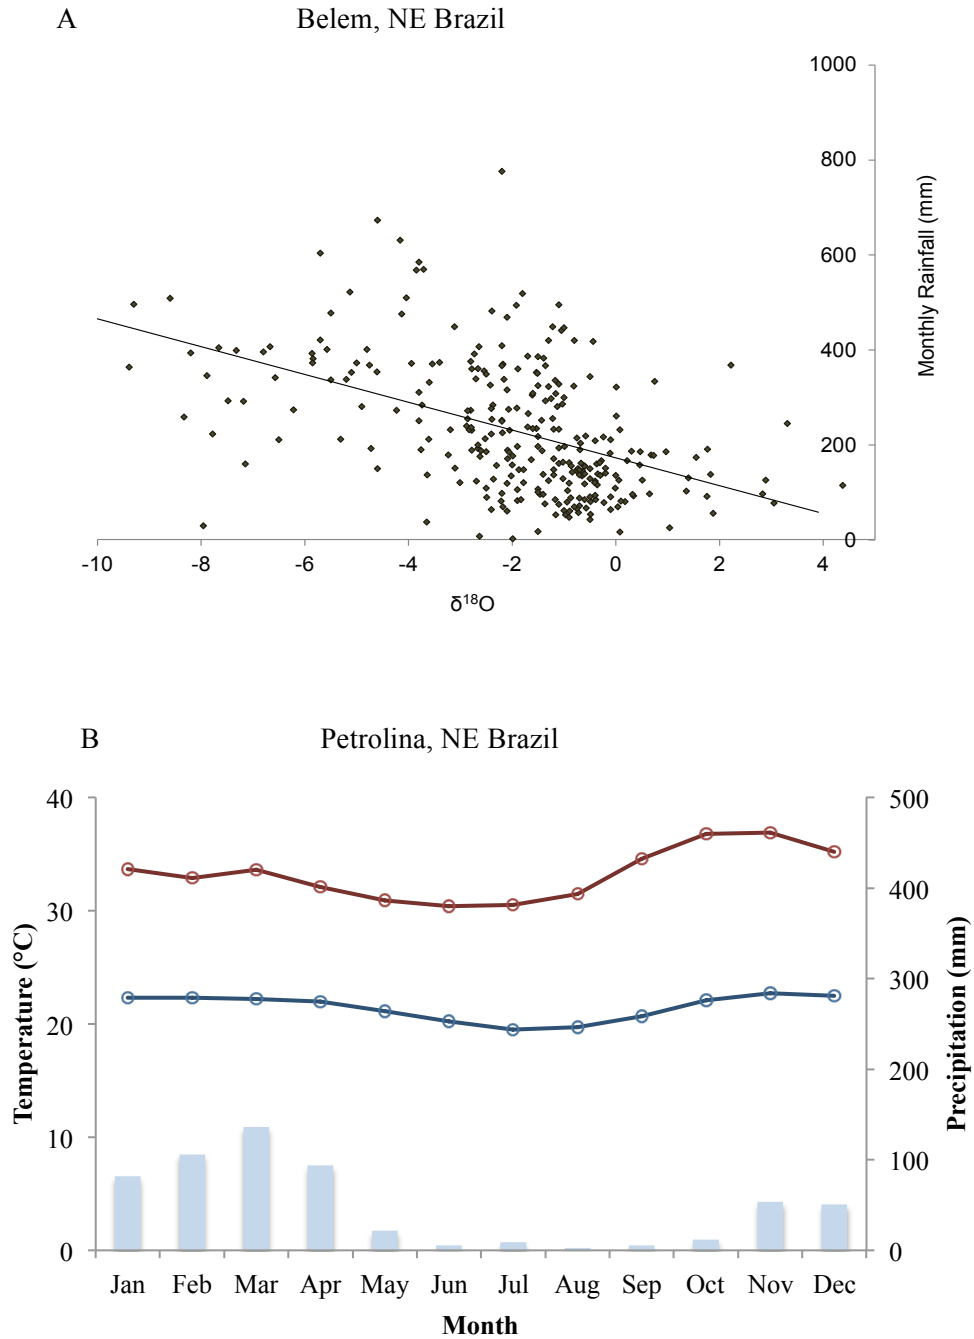 A Belem, NE Brazil
1000
800
600
400
200
0
Monthly Rainfall (mm)
-10 -8 -6 -4 -2 0 2 4
δ¹⁸O
B Petrolina, NE Brazil
40 500
400
30
300
20
200
10
100
0 0
Temperature (°C)
Precipitation (mm)
Jan Feb Mar Apr May Jun Jul Aug Sep Oct Nov Dec
Month